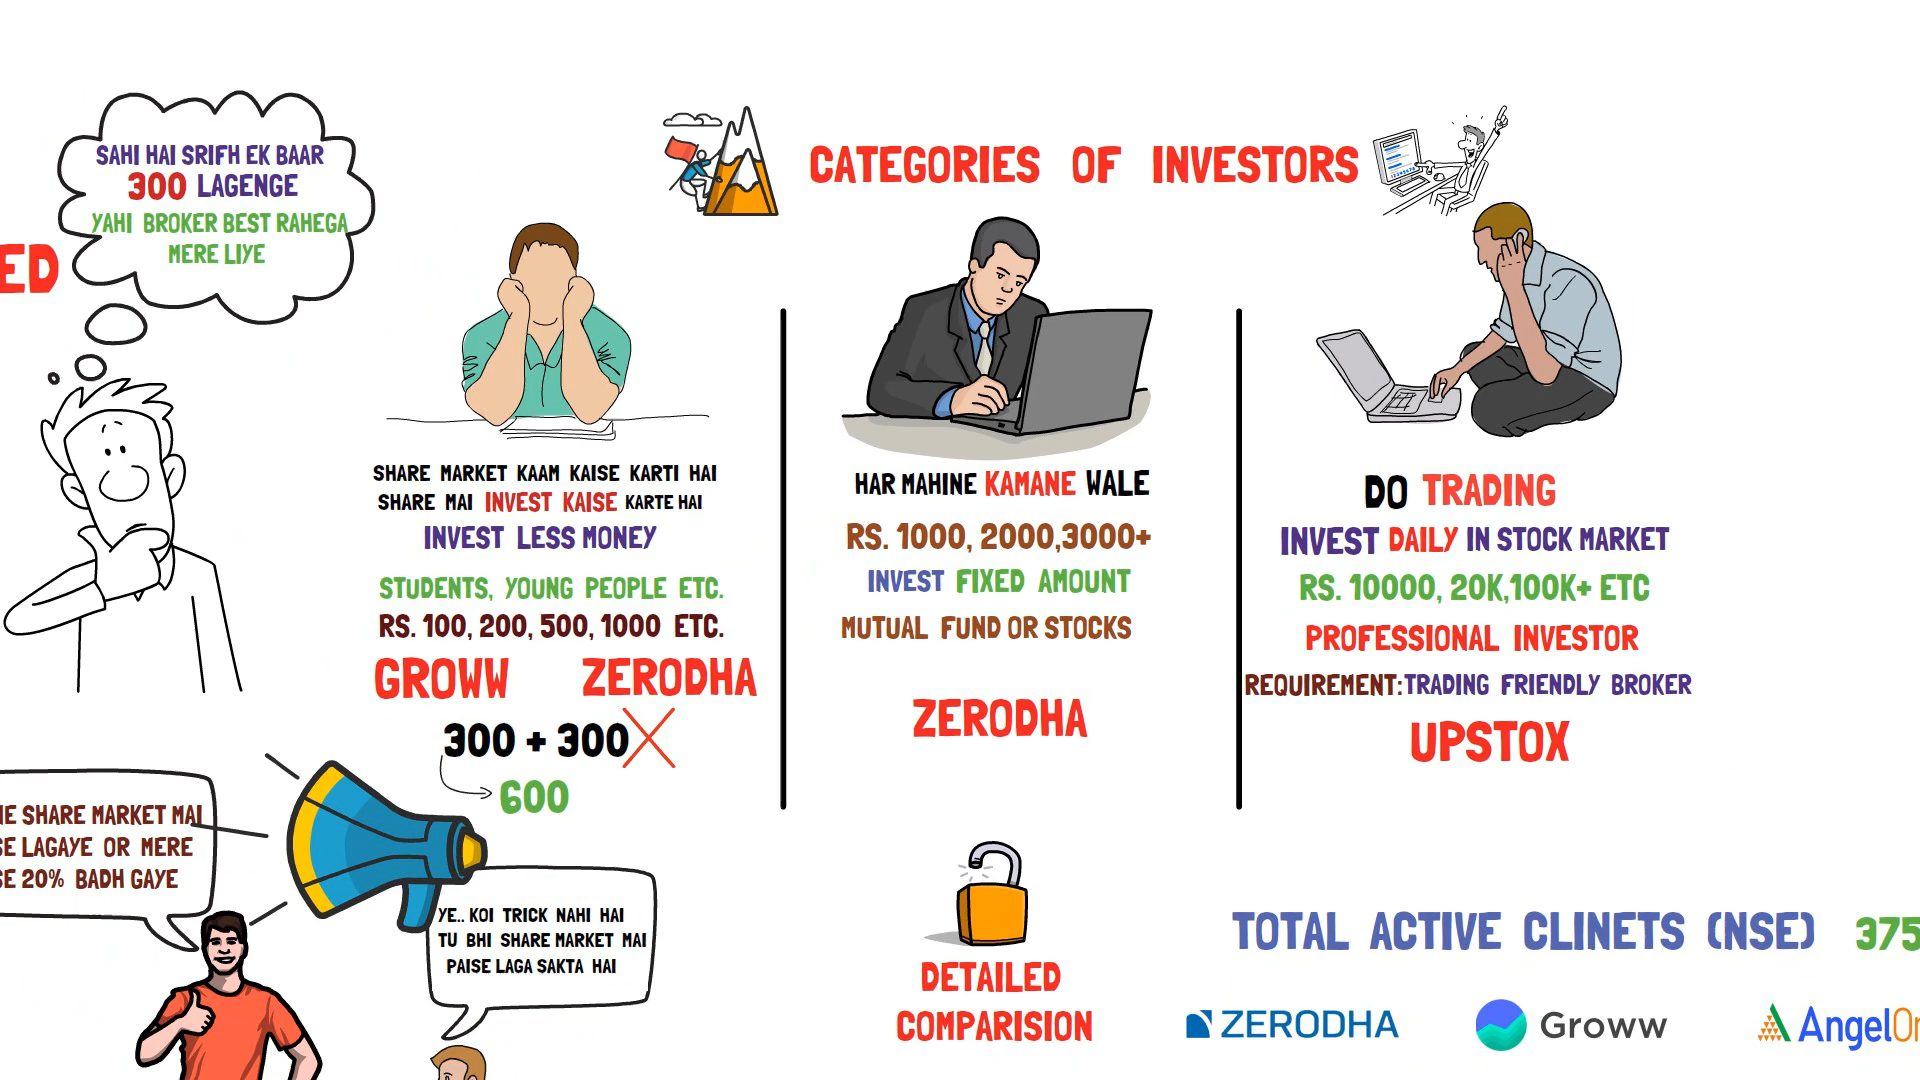 SAHI HAI SRIFH EK BAAR
300 LAGENGE
YAHI BROKER BEST RAHEGA
MERE LIYE
ED
CATEGORIES OF INVESTORS
SHARE MARKET KAAM KAISE KARTI HAI
SHARE MAI INVEST KAISE KARTE HAI
INVEST LESS MONEY
STUDENTS, YOUNG PEOPLE ETC.
RS. 100, 200, 500, 1000 ETC.
GROWW ZERODHA
300 + 300
600
HAR MAHINE KAMANE WALE
RS. 1000, 2000,3000+
INVEST FIXED AMOUNT
MUTUAL FUND OR STOCKS
ZERODHA
DO TRADING
INVEST DAILY IN STOCK MARKET
RS. 10000, 20K,100K+ ETC
PROFESSIONAL INVESTOR
REQUIREMENT:TRADING FRIENDLY BROKER
UPSTOX
SHARE MARKET MAI
LAGAYE OR MERE
SE 20% BADH GAYE
YE.. KOI TRICK NAHI HAI
TU BHI SHARE MARKET MAI
PAISE LAGA SAKTA HAI
DETAILED
COMPARISION
TOTAL ACTIVE CLINETS (NSE) 375
ZERODHA Groww AngelOn